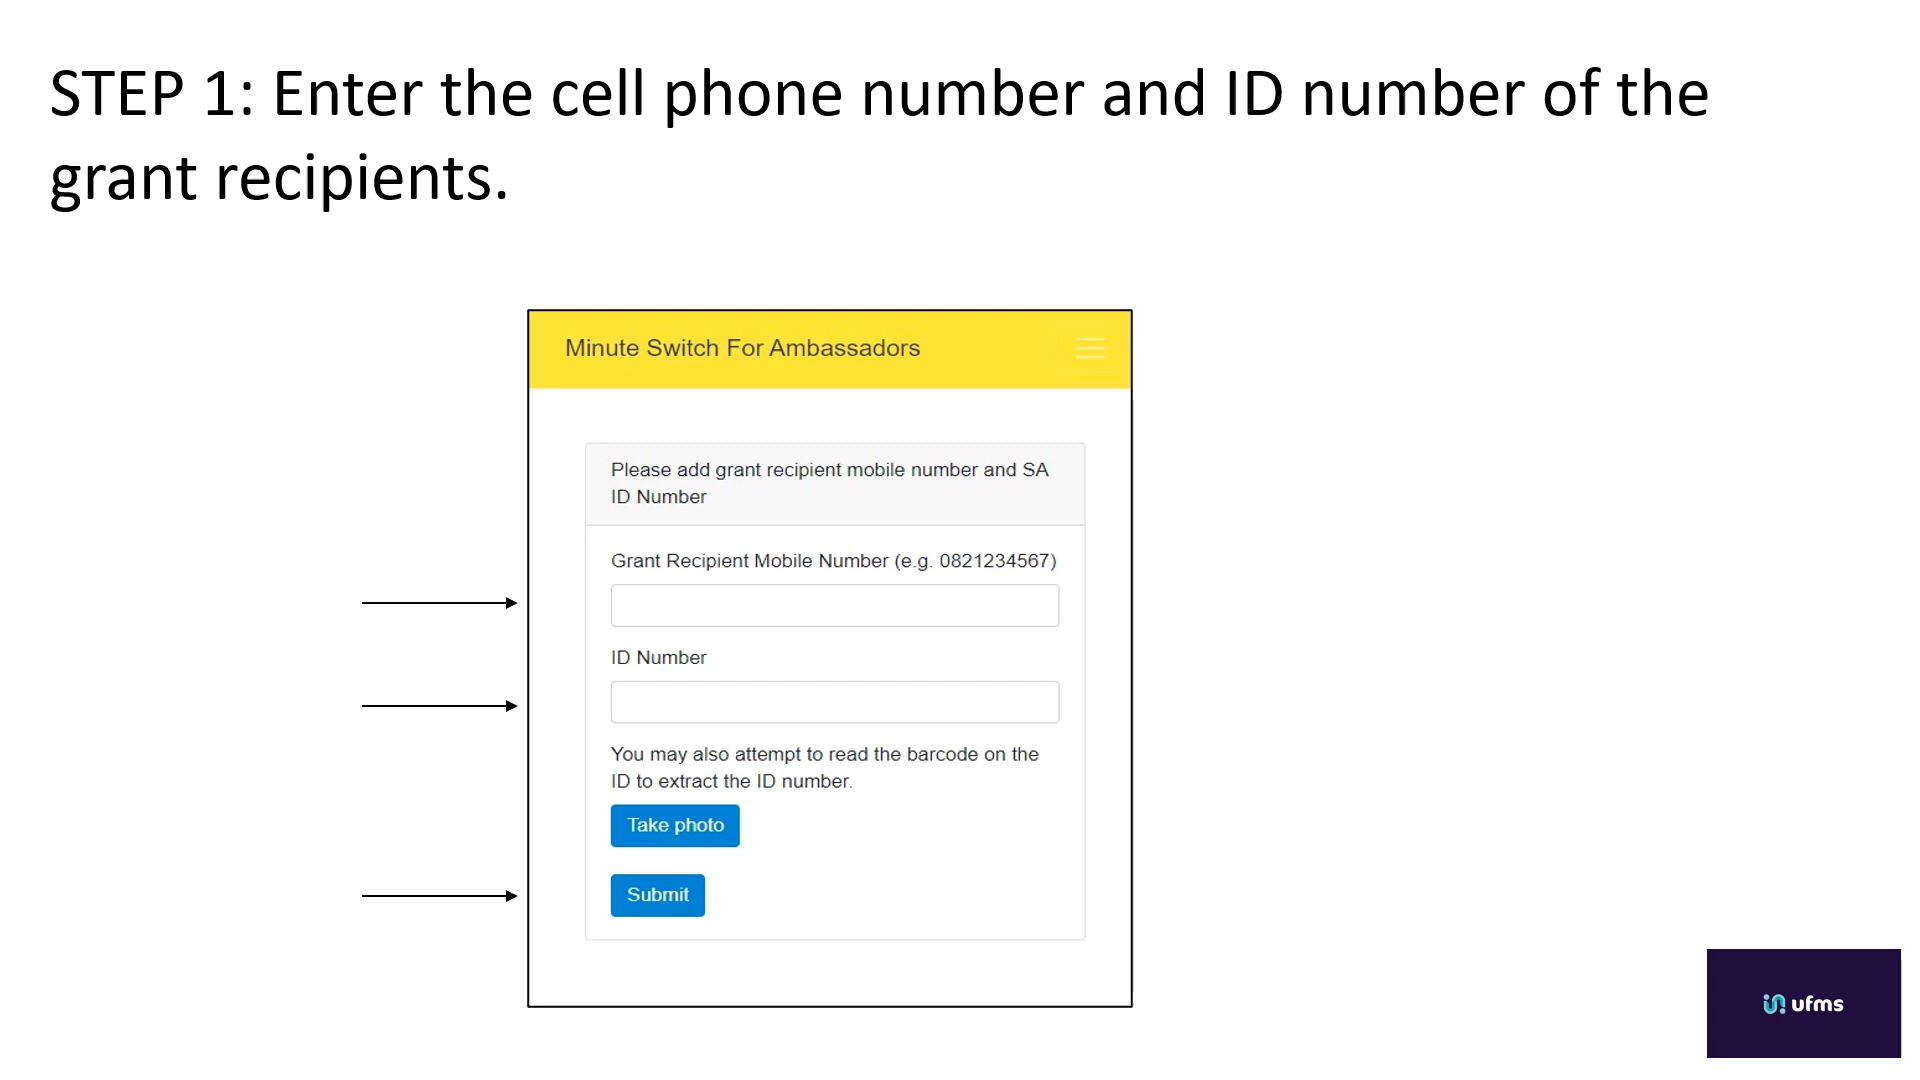 STEP 1: Enter the cell phone number and ID number of the
grant recipients.
Minute Switch For Ambassadors
Please add grant recipient mobile number and SA
ID Number
Grant Recipient Mobile Number (e.g. 0821234567)
ID Number
You may also attempt to read the barcode on the
ID to extract the ID number.
Take photo
Submit
ufms